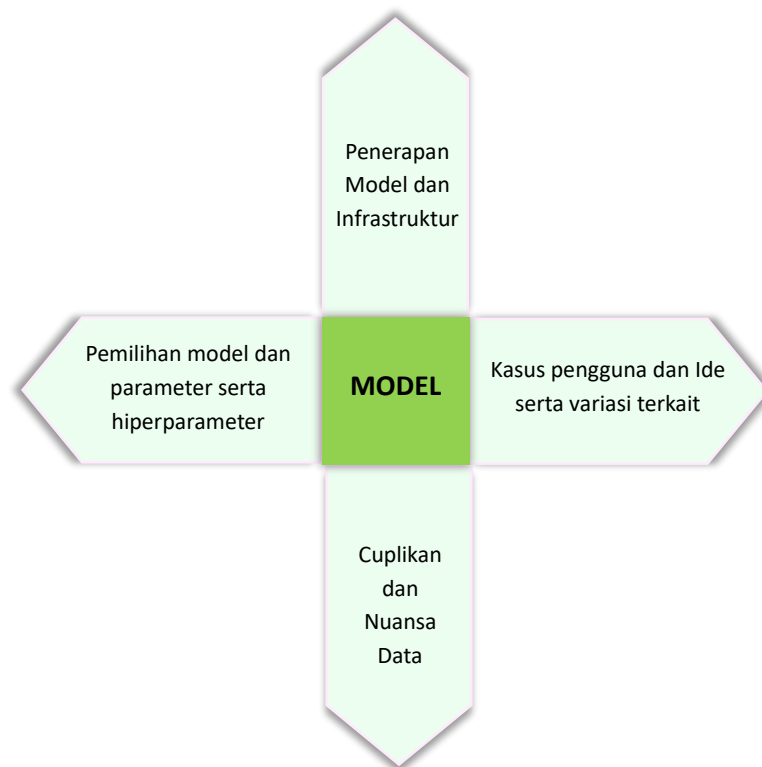 Penerapan
Model dan
Infrastruktur
Pemilihan model dan
parameter serta
hiperparameter
MODEL
Kasus pengguna dan Ide
serta variasi terkait
Cuplikan
dan
Nuansa
Data